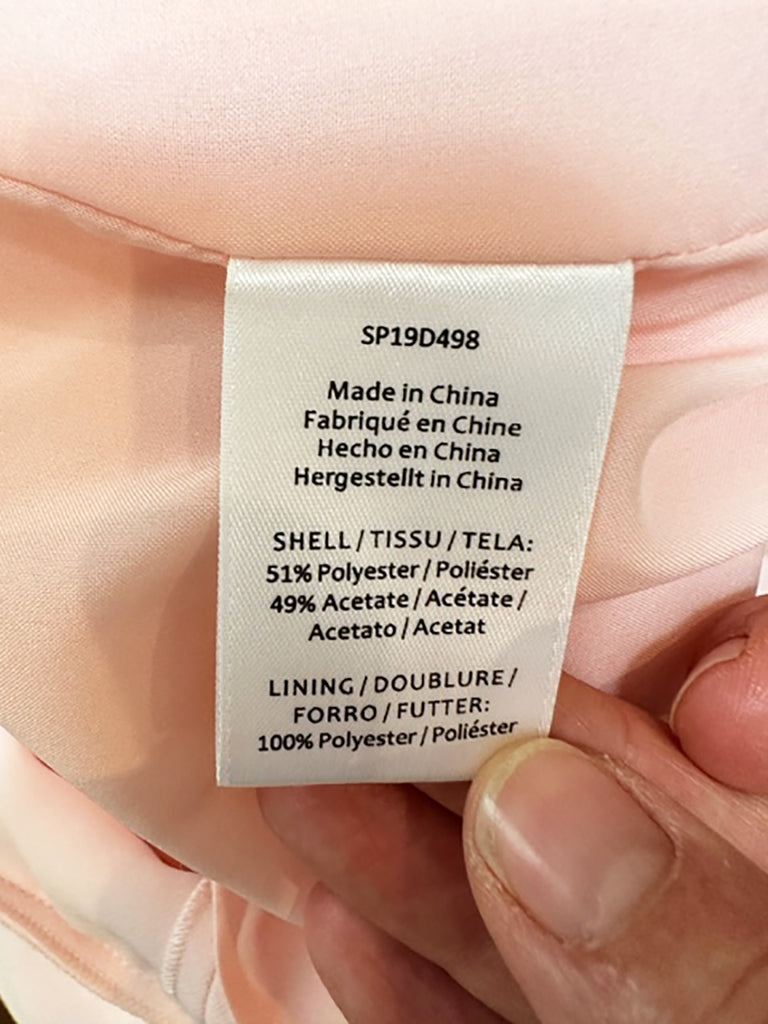 SP19D498
Made in China
Fabriqué en Chine
Hecho en China
Hergestellt in China
SHELL / TISSU / TELA:
51% Polyester / Poliéster
49% Acetate / Acétate /
Acetato / Acetat
LINING / DOUBLURE /
FORRO / FUTTER:
100% Polyester / Poliéster